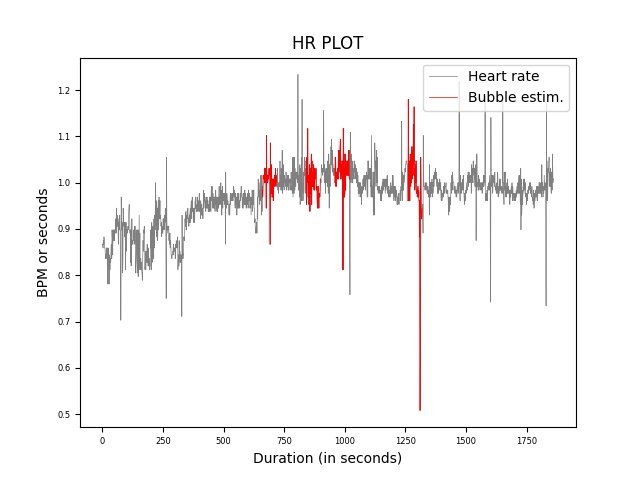 HR PLOT
Heart rate
Bubble estim.
BPM or seconds
1.2
1.1
1.0
0.9
0.8
0.7
0.6
0.5
0 250 500 750 1000 1250 1500 1750
Duration (in seconds)